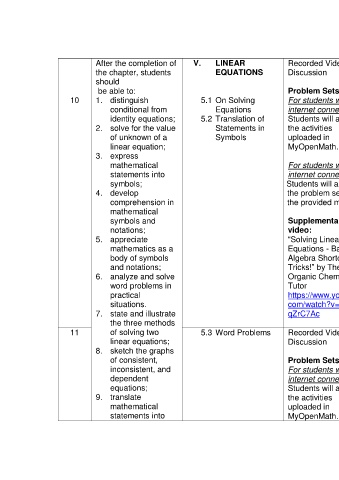 After the completion of
the chapter, students
should
be able to:
10
1. distinguish
conditional from
identity equations;
2. solve for the value
of unknown of a
linear equation;
3. express
mathematical
statements into
symbols;
4. develop
comprehension in
mathematical
symbols and
notations;
5. appreciate
mathematics as a
body of symbols
and notations;
6. analyze and solve
word problems in
practical
situations.
7. state and illustrate
the three methods
11
of solving two
linear equations;
8. sketch the graphs
of consistent,
inconsistent, and
dependent
equations;
9. translate
mathematical
statements into
V. LINEAR
EQUATIONS
5.1 On Solving
Equations
5.2 Translation of
Statements in
Symbols
5.3 Word Problems
Recorded Vide
Discussion
Problem Sets
For students w
internet conne
Students will a
the activities
uploaded in
MyOpenMath.
For students w
internet conne
Students will a
the problem se
the provided m
Supplementa
video:
"Solving Linea
Equations - Ba
Algebra Shortc
Tricks!" by The
Organic Chem
Tutor
https://www.yo
com/watch?v=
qZrC7Ac
Recorded Vide
Discussion
Problem Sets
For students w
internet conne
Students will a
the activities
uploaded in
MyOpenMath.